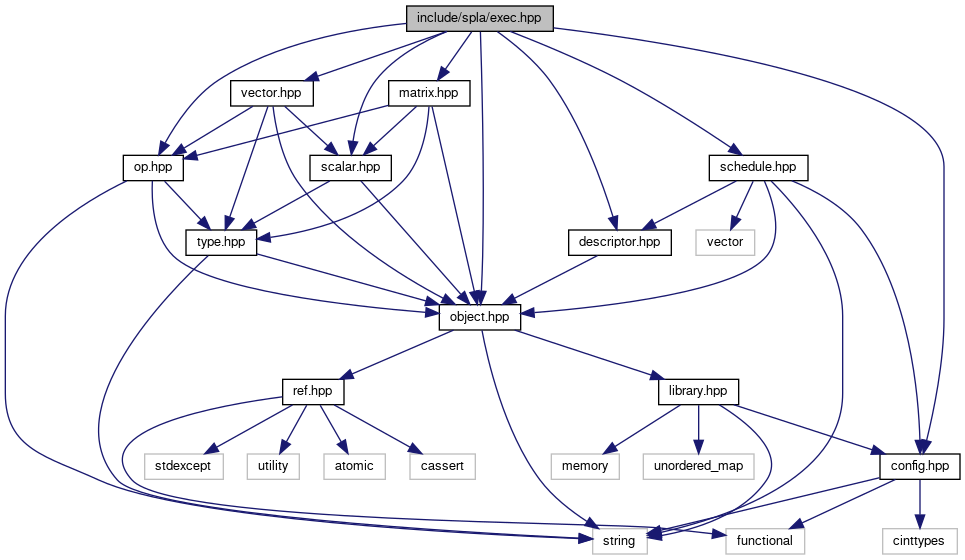 include/spla/exec.hpp
vector.hpp
matrix.hpp
op.hpp
scalar.hpp
schedule.hpp
type.hpp
descriptor.hpp
vector
object.hpp
ref.hpp
library.hpp
stdexcept
utility
atomic
cassert
memory
unordered_map
config.hpp
string
functional
cinttypes